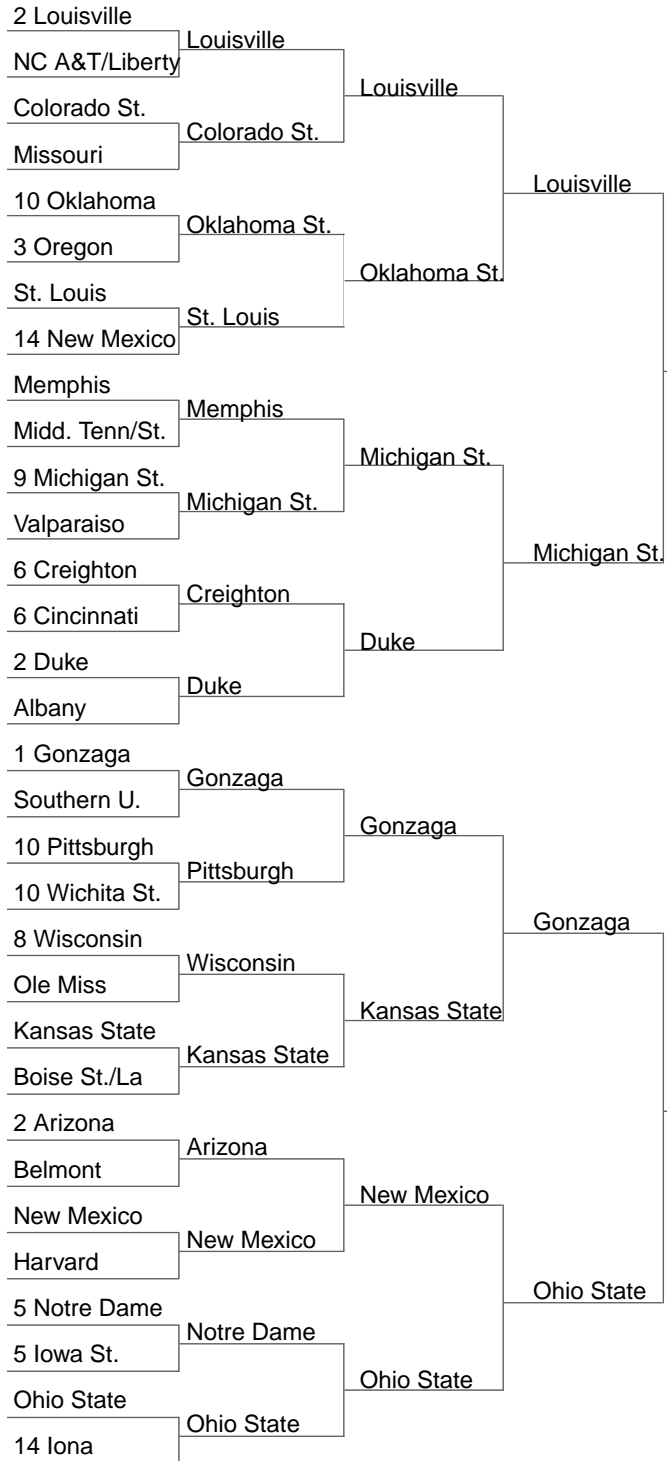 2 Louisville
NC A&T/Liberty
Colorado St.
Missouri
10 Oklahoma
3 Oregon
St. Louis
14 New Mexico
Memphis
Midd. Tenn/St.
9 Michigan St.
Valparaiso
6 Creighton
6 Cincinnati
2 Duke
Albany
1 Gonzaga
Southern U.
10 Pittsburgh
10 Wichita St.
8 Wisconsin
Ole Miss
Kansas State
Boise St./La
2 Arizona
Belmont
New Mexico
Harvard
5 Notre Dame
5 Iowa St.
Ohio State
14 Iona
Louisville
Colorado St.
Oklahoma St.
St. Louis
Memphis
Michigan St.
Creighton
Duke
Gonzaga
Pittsburgh
Wisconsin
Kansas State
Arizona
New Mexico
Notre Dame
Ohio State
Louisville
Oklahoma St.
Michigan St.
Duke
Gonzaga
Kansas State
New Mexico
Ohio State
Louisville
Michigan St.
Gonzaga
Ohio State